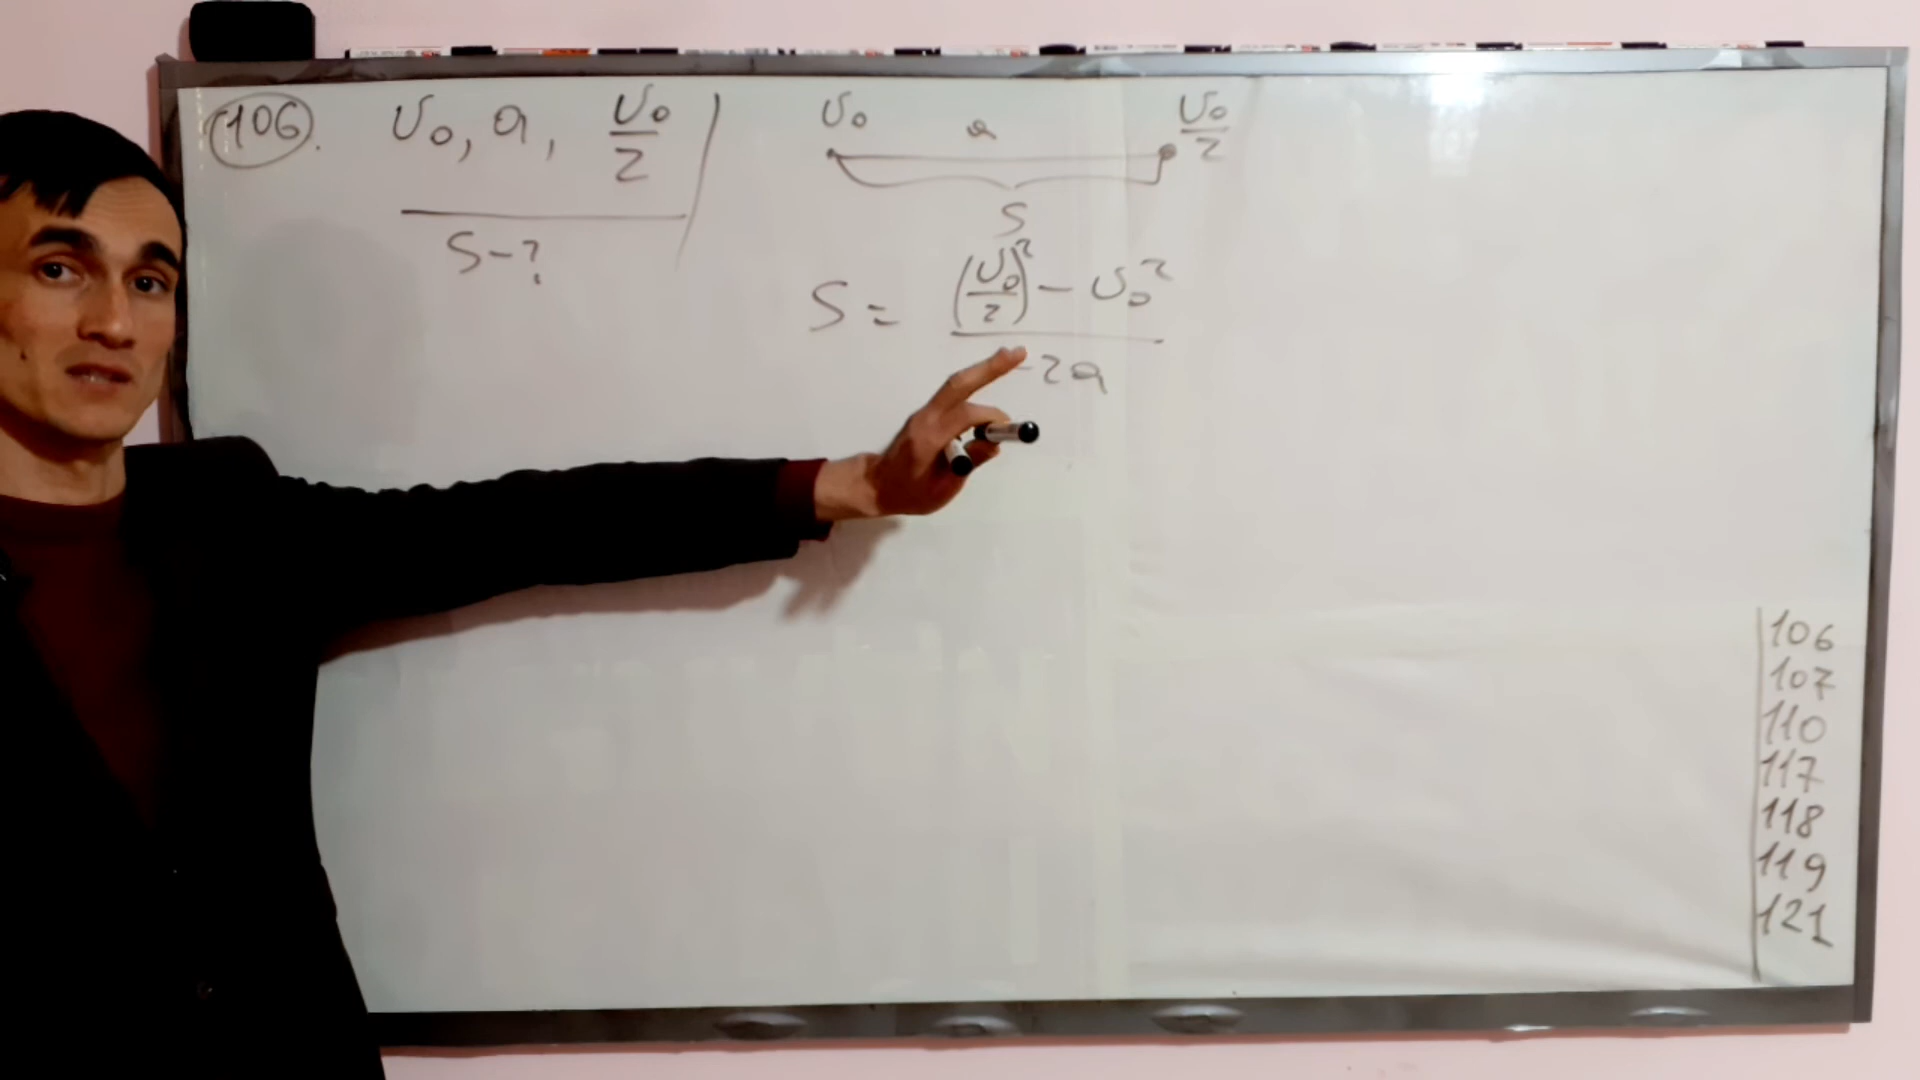 106. υ₀, a, υ₀/2
S-?
υ₀ a υ₀/2
S
S = ((υ₀/2)² - υ₀²)/(-2a)
106
107
110
117
118
119
121